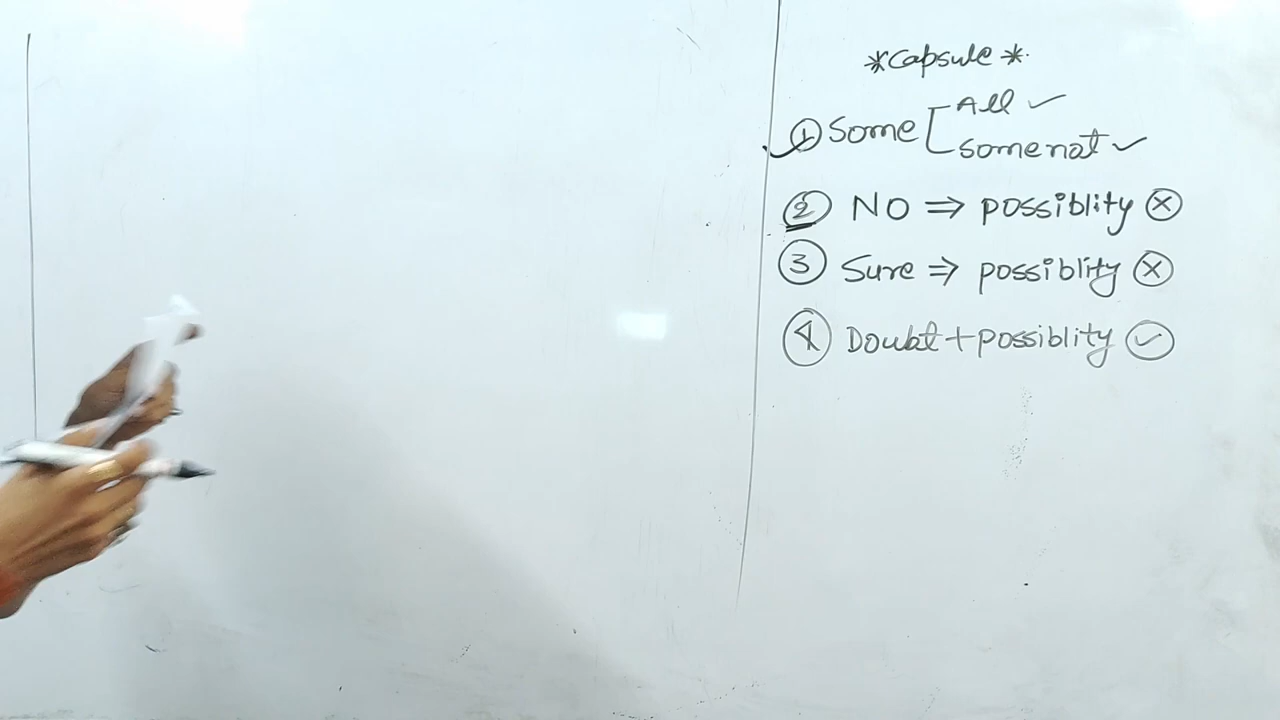 *Capsule*
① Some [ All ✓
some not ✓
② NO ⇒ possiblity ⓧ
③ Sure ⇒ possiblity ⓧ
④ Doubt + possiblity ✓